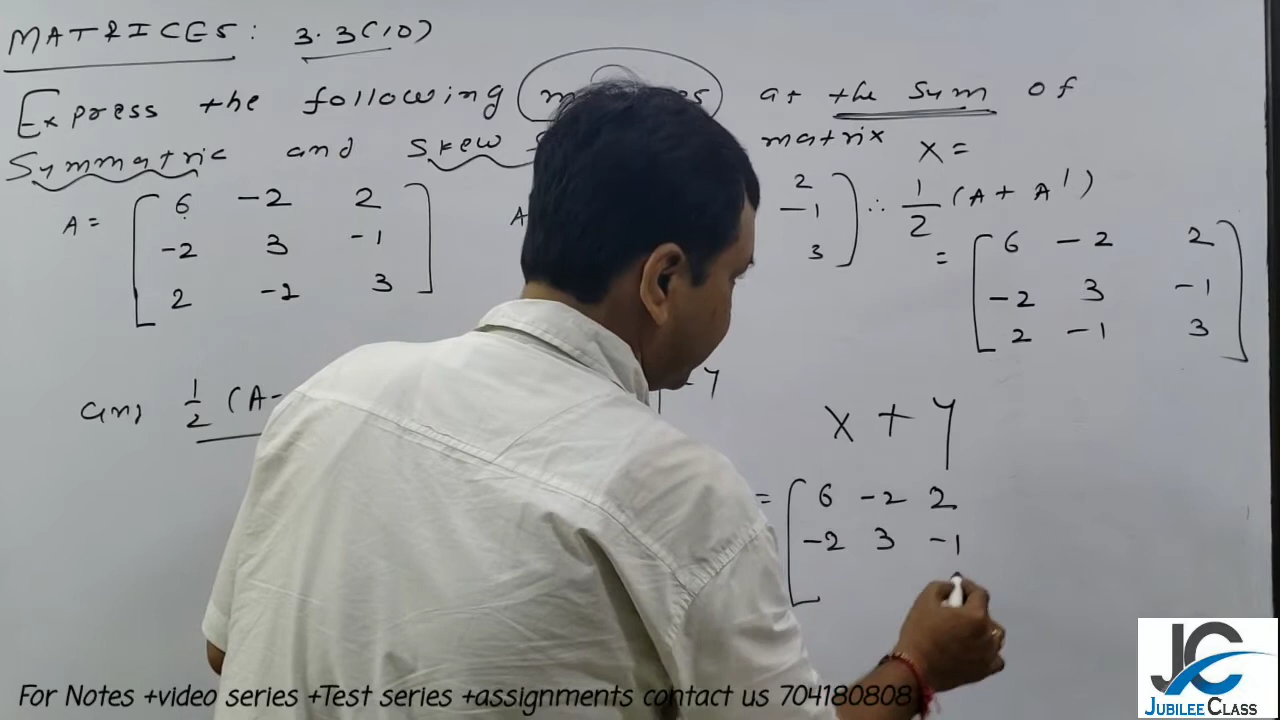 MATRICES: 3.3(10)
Express the following at the sum of
Symmatric and skew matrix X =
A = 6 -2 2 2 ∴ 1/2 (A + A')
-2 3 -1 -1 = 6 -2 2
2 -2 3 3 -2 3 -1
2 -1 3
an, 1/2 (A- - Y
X + Y
= 6 -2 2
-2 3 -1
For Notes +video series +Test series +assignments contact us 704180808
JC
JUBILEE CLASS